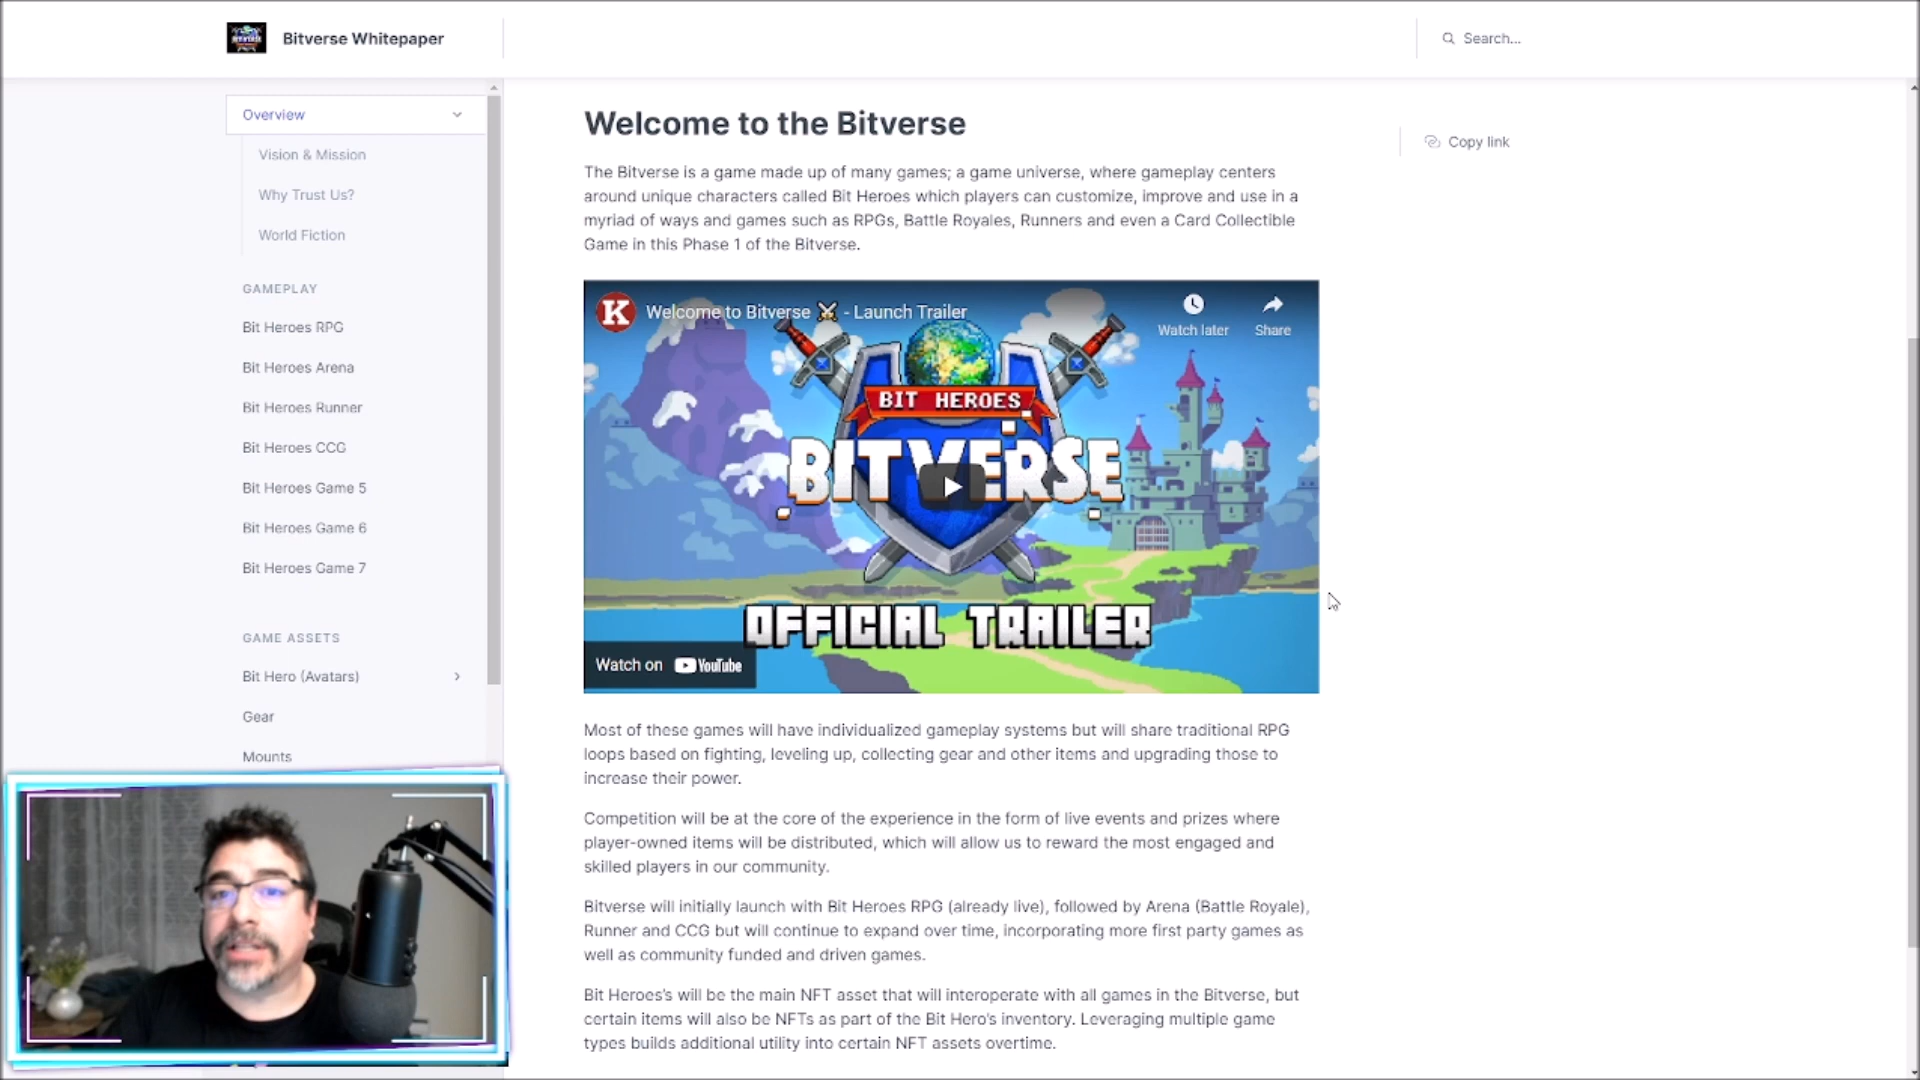 Bitverse Whitepaper
Search...
Overview
Vision & Mission
Why Trust Us?
World Fiction
GAMEPLAY
Bit Heroes RPG
Bit Heroes Arena
Bit Heroes Runner
Bit Heroes CCG
Bit Heroes Game 5
Bit Heroes Game 6
Bit Heroes Game 7
GAME ASSETS
Bit Hero (Avatars)
Gear
Mounts
Welcome to the Bitverse
Copy link
The Bitverse is a game made up of many games; a game universe, where gameplay centers
around unique characters called Bit Heroes which players can customize, improve and use in a
myriad of ways and games such as RPGs, Battle Royales, Runners and even a Card Collectible
Game in this Phase 1 of the Bitverse.
K
Welcome to Bitverse ⚔️ - Launch Trailer
Watch later
Share
BIT HEROES
BITVERSE
OFFICIAL TRAILER
Watch on YouTube
Most of these games will have individualized gameplay systems but will share traditional RPG
loops based on fighting, leveling up, collecting gear and other items and upgrading those to
increase their power.
Competition will be at the core of the experience in the form of live events and prizes where
player-owned items will be distributed, which will allow us to reward the most engaged and
skilled players in our community.
Bitverse will initially launch with Bit Heroes RPG (already live), followed by Arena (Battle Royale),
Runner and CCG but will continue to expand over time, incorporating more first party games as
well as community funded and driven games.
Bit Heroes's will be the main NFT asset that will interoperate with all games in the Bitverse, but
certain items will also be NFTs as part of the Bit Hero's inventory. Leveraging multiple game
types builds additional utility into certain NFT assets overtime.